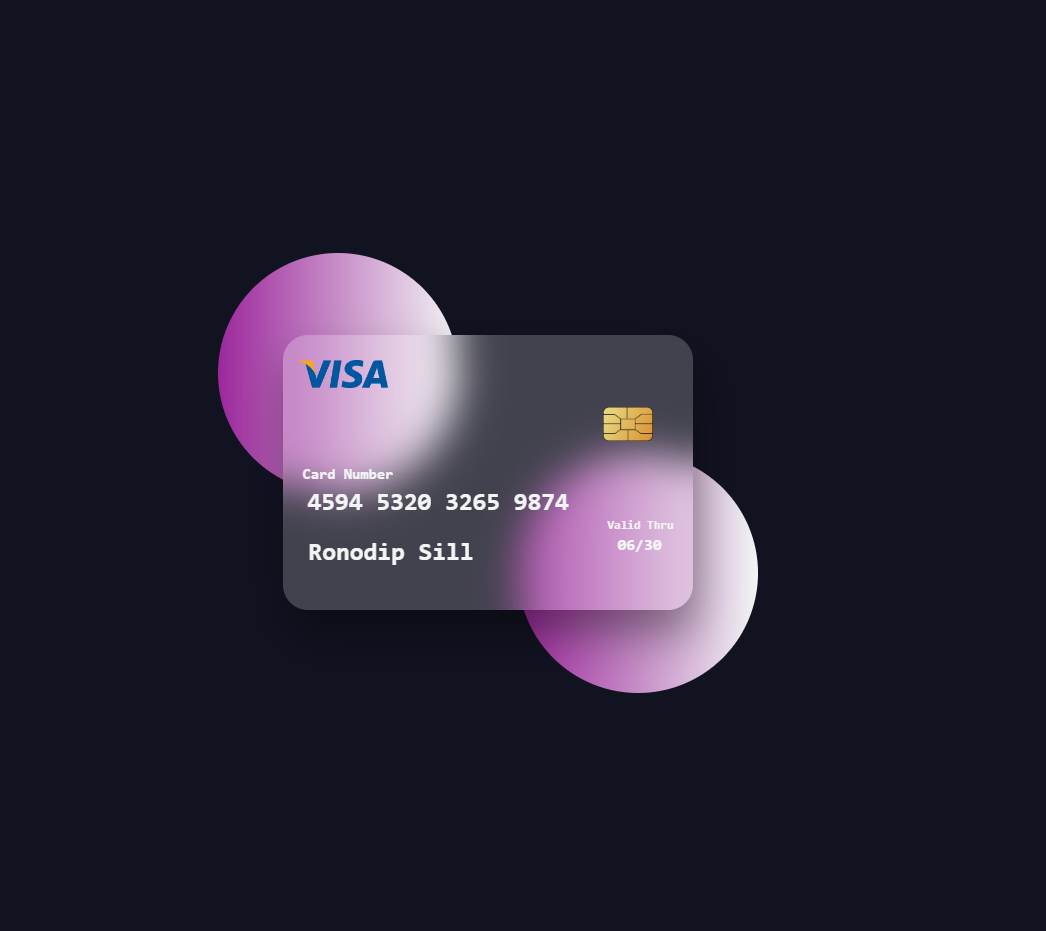 VISA
Card Number
4594 5320 3265 9874
Valid Thru
06/30
Ronodip Sill